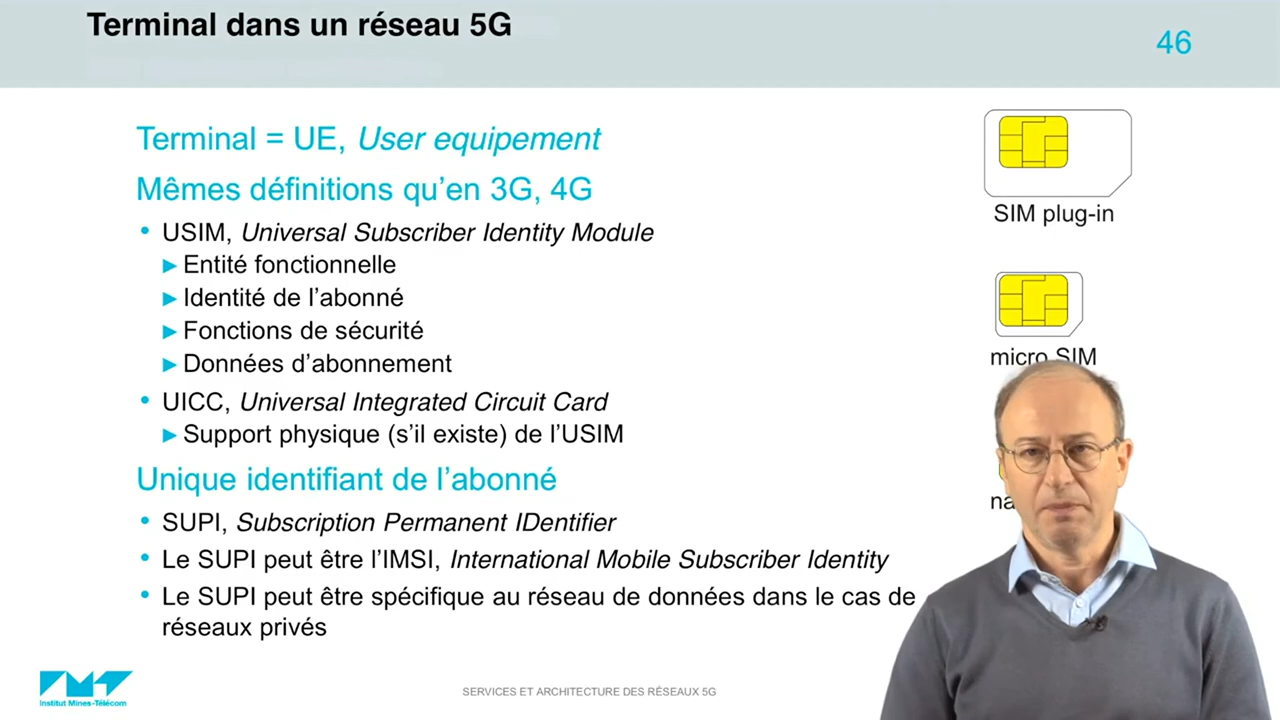 Terminal dans un réseau 5G
46
Terminal = UE, User equipement
Mêmes définitions qu'en 3G, 4G
• USIM, Universal Subscriber Identity Module
► Entité fonctionnelle
► Identité de l'abonné
► Fonctions de sécurité
► Données d'abonnement
• UICC, Universal Integrated Circuit Card
► Support physique (s'il existe) de l'USIM
Unique identifiant de l'abonné
• SUPI, Subscription Permanent IDentifier
• Le SUPI peut être l'IMSI, International Mobile Subscriber Identity
• Le SUPI peut être spécifique au réseau de données dans le cas de
réseaux privés
SIM plug-in
micro SIM
Institut Mines-Télécom
SERVICES ET ARCHITECTURE DES RÉSEAUX 5G